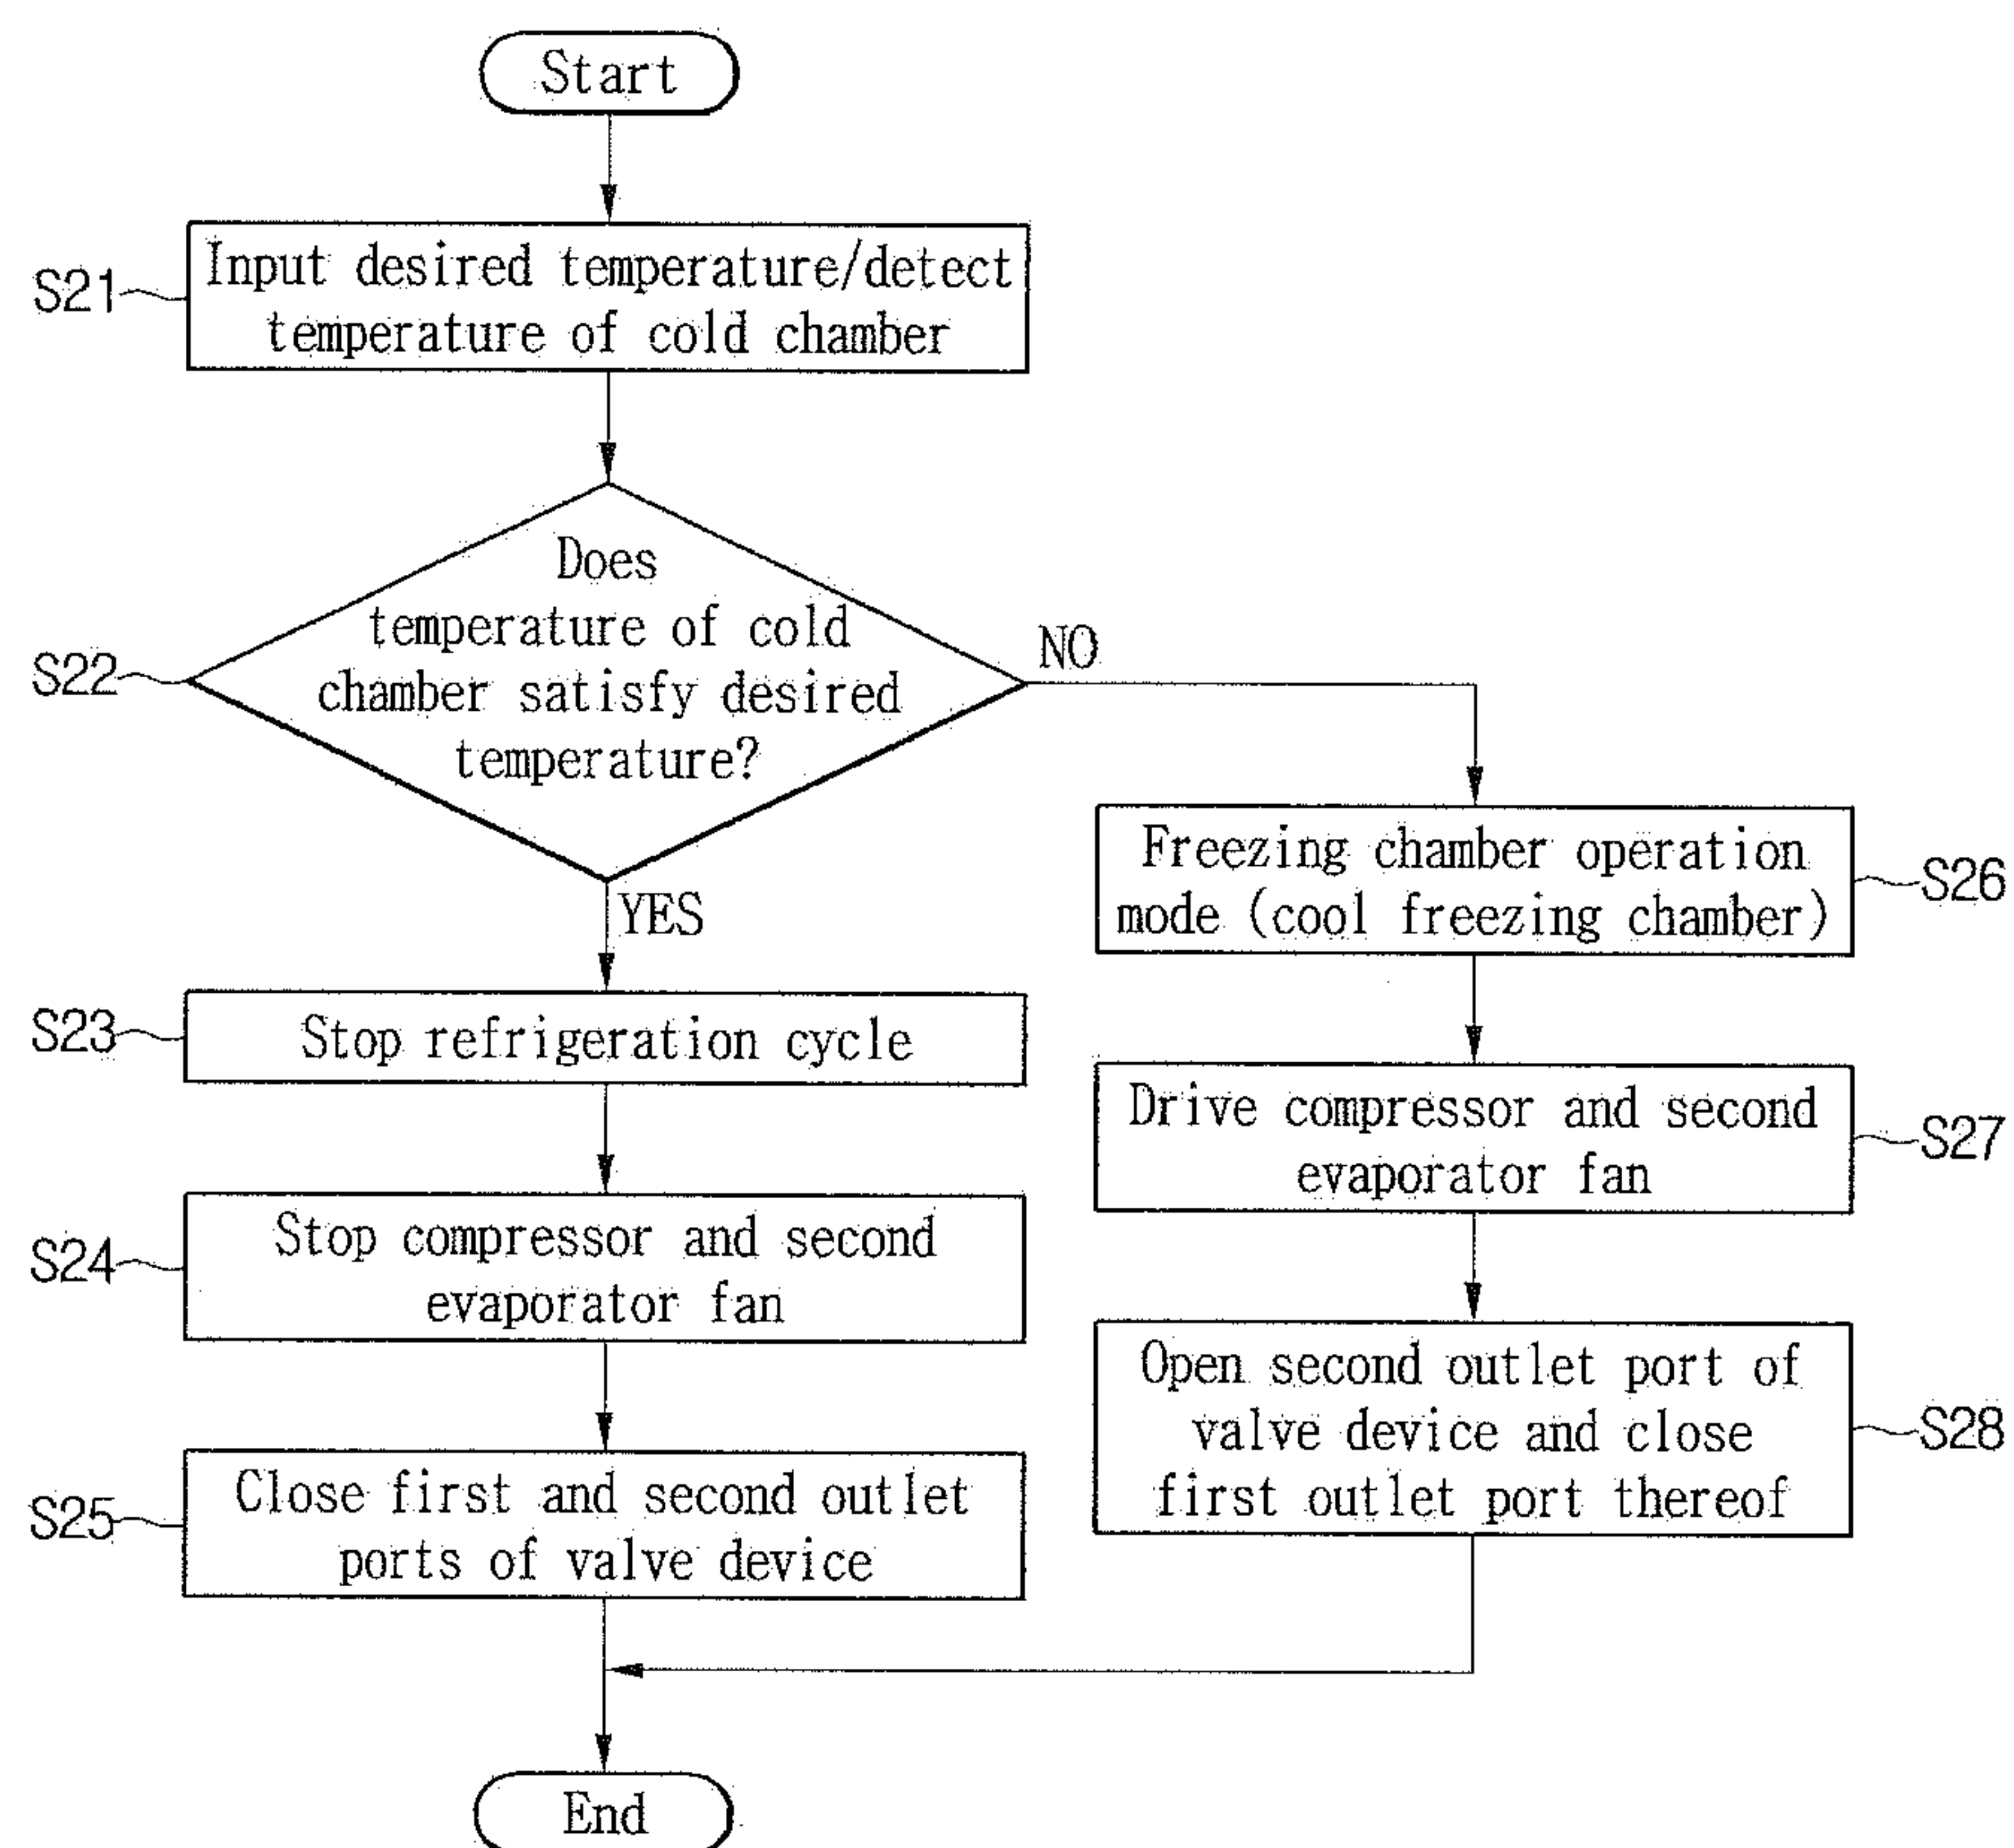 Start
S21
Input desired temperature/detect
temperature of cold chamber
S22
Does
temperature of cold
chamber satisfy desired
temperature?
NO
YES
S23
Stop refrigeration cycle
S24
Stop compressor and second
evaporator fan
S25
Close first and second outlet
ports of valve device
Freezing chamber operation
mode (cool freezing chamber)
S26
Drive compressor and second
evaporator fan
S27
Open second outlet port of
valve device and close
first outlet port thereof
S28
End